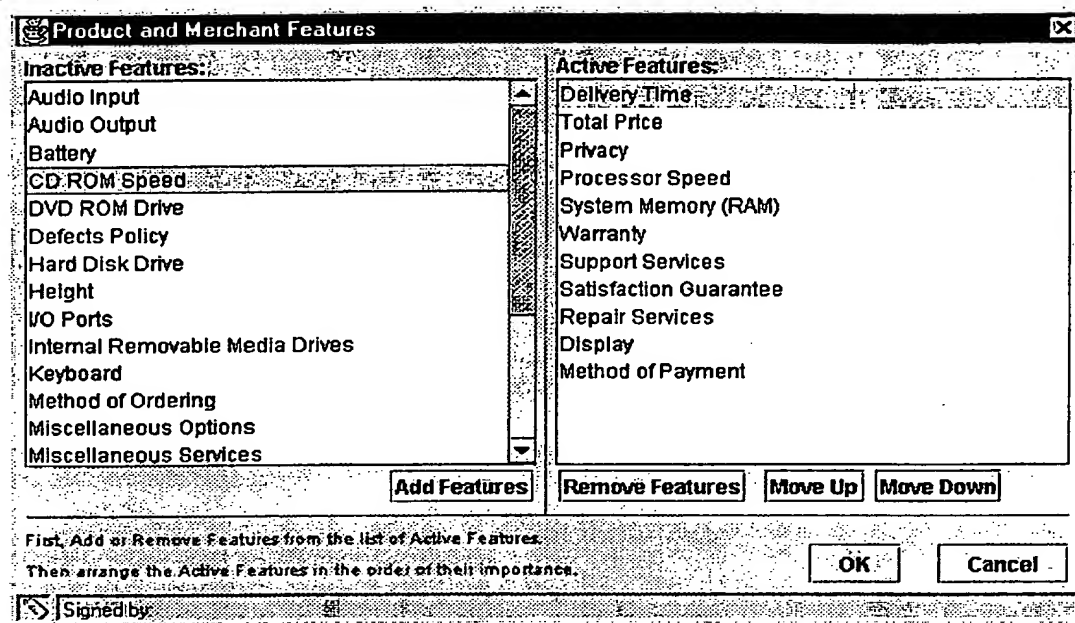 Product and Merchant Features
Inactive Features:
Audio Input
Audio Output
Battery
CD ROM Speed
DVD ROM Drive
Defects Policy
Hard Disk Drive
Height
I/O Ports
Internal Removable Media Drives
Keyboard
Method of Ordering
Miscellaneous Options
Miscellaneous Services
Add Features
Active Features:
Delivery Time
Total Price
Privacy
Processor Speed
System Memory (RAM)
Warranty
Support Services
Satisfaction Guarantee
Repair Services
Display
Method of Payment
Remove Features
Move Up
Move Down
First, Add or Remove Features from the list of Active Features.
Then arrange the Active Features in the order of their importance.
OK
Cancel
Signed by: